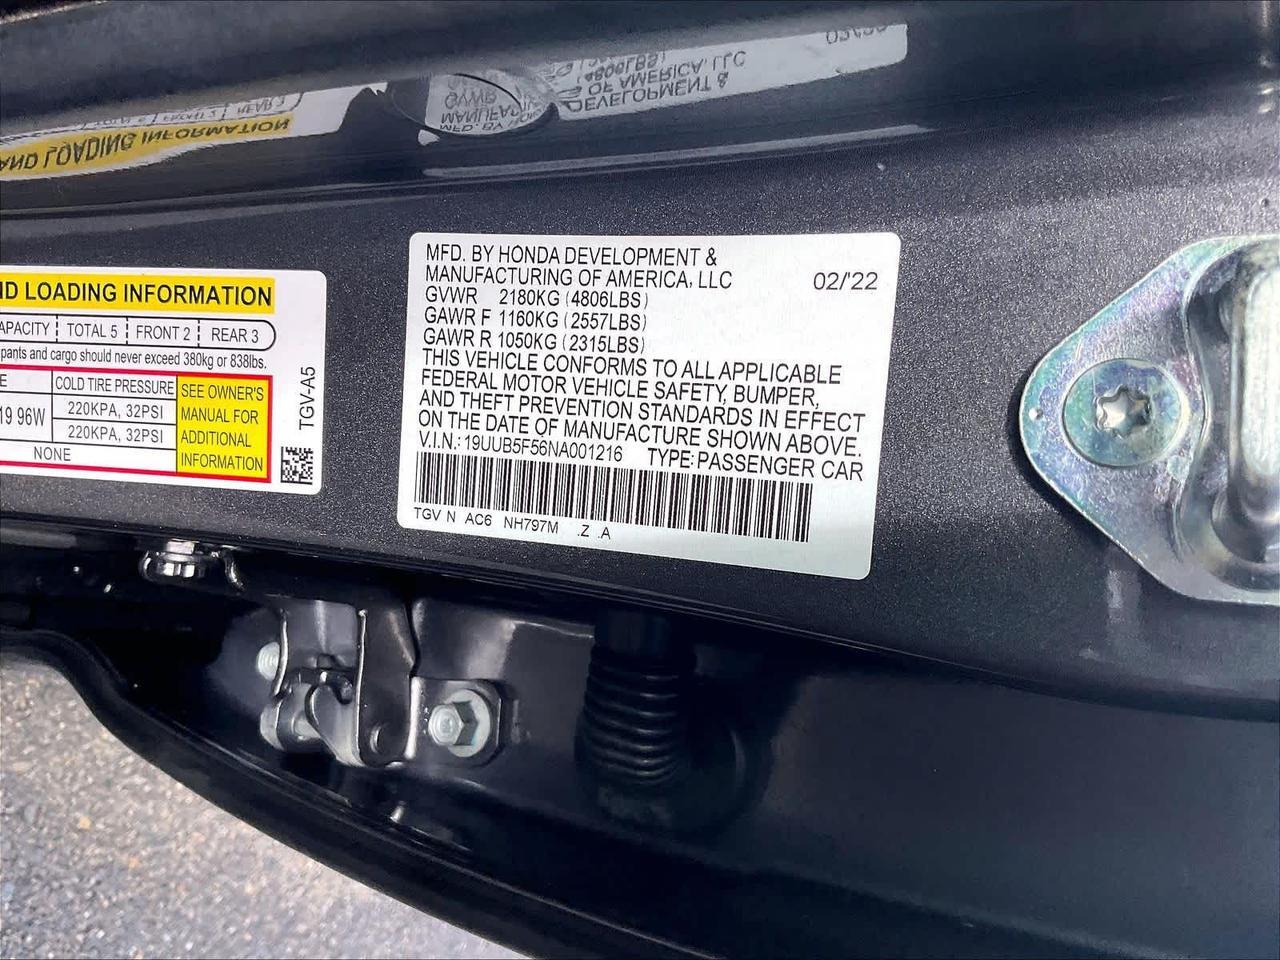 ND LOADING INFORMATION
APACITY TOTAL 5 FRONT 2 REAR 3
pants and cargo should never exceed 380kg or 838lbs.
E COLD TIRE PRESSURE SEE OWNER'S MANUAL FOR ADDITIONAL INFORMATION
19 96W 220KPA, 32PSI
220KPA, 32PSI
NONE
TGV-A5
MFD. BY HONDA DEVELOPMENT &
MANUFACTURING OF AMERICA, LLC 02/'22
GVWR 2180KG (4806LBS)
GAWR F 1160KG (2557LBS)
GAWR R 1050KG (2315LBS)
THIS VEHICLE CONFORMS TO ALL APPLICABLE
FEDERAL MOTOR VEHICLE SAFETY, BUMPER,
AND THEFT PREVENTION STANDARDS IN EFFECT
ON THE DATE OF MANUFACTURE SHOWN ABOVE.
V.I.N.: 19UUB5F56NA001216 TYPE: PASSENGER CAR
TGV N AC6 NH797M .Z .A